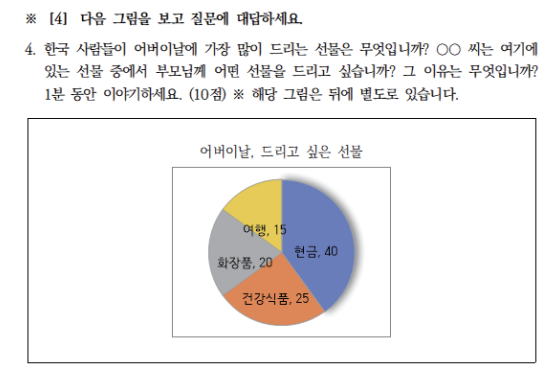 ※ [4] 다음 그림을 보고 질문에 대답하세요.
4. 한국 사람들이 어버이날에 가장 많이 드리는 선물은 무엇입니까? ○○ 씨는 여기에
있는 선물 중에서 부모님께 어떤 선물을 드리고 싶습니까? 그 이유는 무엇입니까?
1분 동안 이야기하세요. (10점) ※ 해당 그림은 뒤에 별도로 있습니다.
어버이날, 드리고 싶은 선물
여행, 15
현금, 40
화장품, 20
건강식품, 25